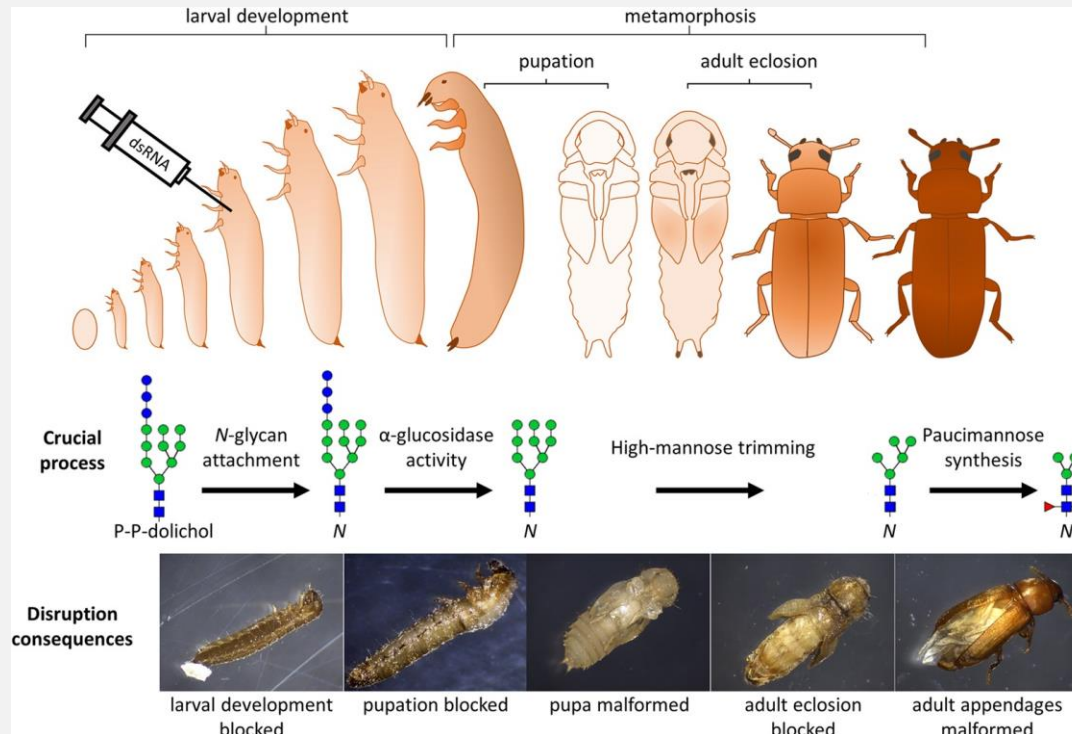 larval development
metamorphosis
pupation
adult eclosion
dsRNA
Crucial
process
N-glycan
attachment
α-glucosidase
activity
High-mannose trimming
Paucimannose
synthesis
P-P-dolichol
N
N
N
N
Disruption
consequences
larval development
blocked
pupation blocked
pupa malformed
adult eclosion
blocked
adult appendages
malformed